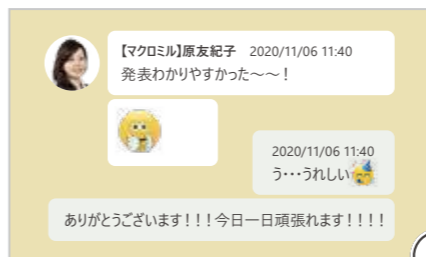 【マクロミル】原友紀子 2020/11/06 11:40
発表わかりやすかった～～！
2020/11/06 11:40
う・・・うれしい
ありがとうございます！！！今日一日頑張れます！！！！